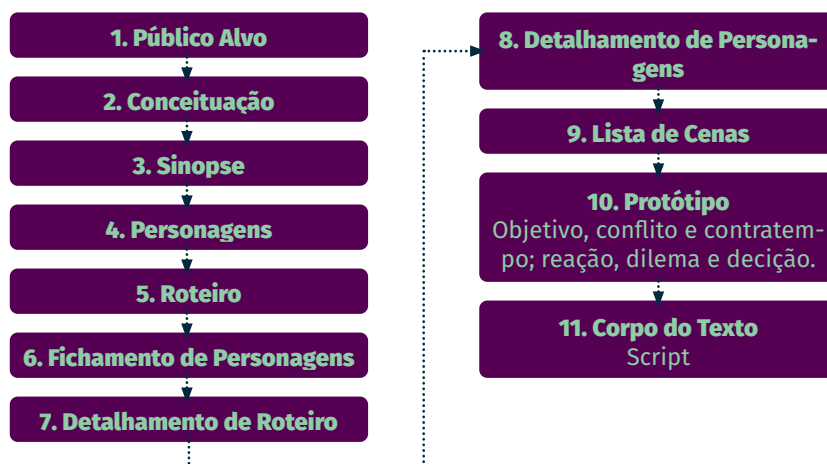 1. Público Alvo
2. Conceituação
3. Sinopse
4. Personagens
5. Roteiro
6. Fichamento de Personagens
7. Detalhamento de Roteiro
8. Detalhamento de Persona-
gens
9. Lista de Cenas
10. Protótipo
Objetivo, conflito e contratem-
po; reação, dilema e decição.
11. Corpo do Texto
Script